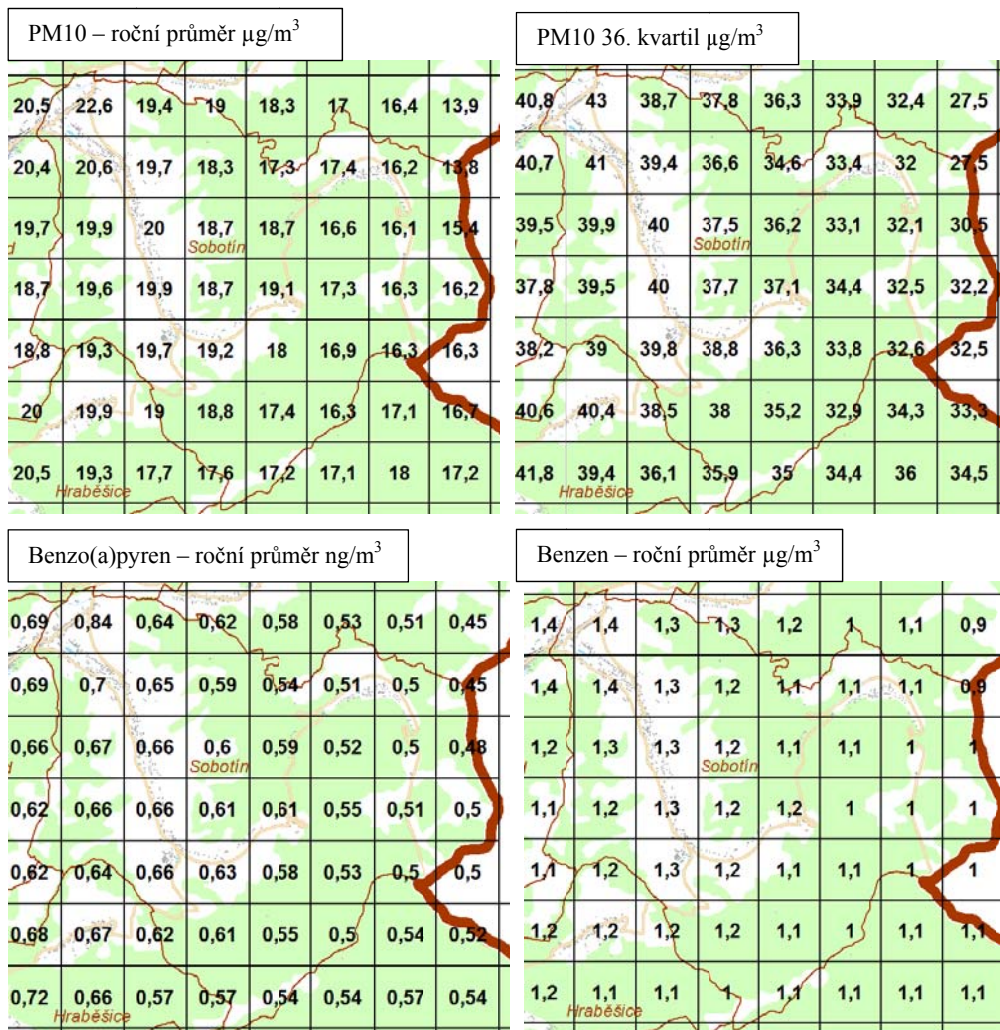 PM10 – roční průměr µg/m³
20,5 22,6 19,4 19 18,3 17 16,4 13,9
20,4 20,6 19,7 18,3 17,3 17,4 16,2 13,8
19,7 19,9 20 18,7 18,7 16,6 16,1 15,4
d Sobotín
18,7 19,6 19,9 18,7 19,1 17,3 16,3 16,2
18,8 19,3 19,7 19,2 18 16,9 16,3 16,3
20 19,9 19 18,8 17,4 16,3 17,1 16,7
20,5 19,3 17,7 17,6 17,2 17,1 18 17,2
Hraběšice
PM10 36. kvartil µg/m³
40,8 43 38,7 37,8 36,3 33,9 32,4 27,5
40,7 41 39,4 36,6 34,6 33,4 32 27,5
39,5 39,9 40 37,5 36,2 33,1 32,1 30,5
Sobotín
37,8 39,5 40 37,7 37,1 34,4 32,5 32,2
38,2 39 39,8 38,8 36,3 33,8 32,6 32,5
40,6 40,4 38,5 38 35,2 32,9 34,3 33,3
41,8 39,4 36,1 35,9 35 34,4 36 34,5
Hraběšice
Benzo(a)pyren – roční průměr ng/m³
0,69 0,84 0,64 0,62 0,58 0,53 0,51 0,45
0,69 0,7 0,65 0,59 0,54 0,51 0,5 0,45
0,66 0,67 0,66 0,6 0,59 0,52 0,5 0,48
d Sobotín
0,62 0,66 0,66 0,61 0,61 0,55 0,51 0,5
0,62 0,64 0,66 0,63 0,58 0,53 0,5 0,5
0,68 0,67 0,62 0,61 0,55 0,5 0,54 0,52
0,72 0,66 0,57 0,57 0,54 0,54 0,57 0,54
Hraběšice
Benzen – roční průměr µg/m³
1,4 1,4 1,3 1,3 1,2 1 1,1 0,9
1,4 1,4 1,3 1,2 1,1 1,1 1,1 0,9
1,2 1,3 1,3 1,2 1,1 1,1 1 1
d Sobotín
1,1 1,2 1,3 1,2 1,2 1 1 1
1,1 1,2 1,3 1,2 1,1 1,1 1 1
1,2 1,2 1,2 1,2 1,1 1 1,1 1,1
1,2 1,1 1,1 1 1,1 1,1 1,1 1,1
Hraběšice